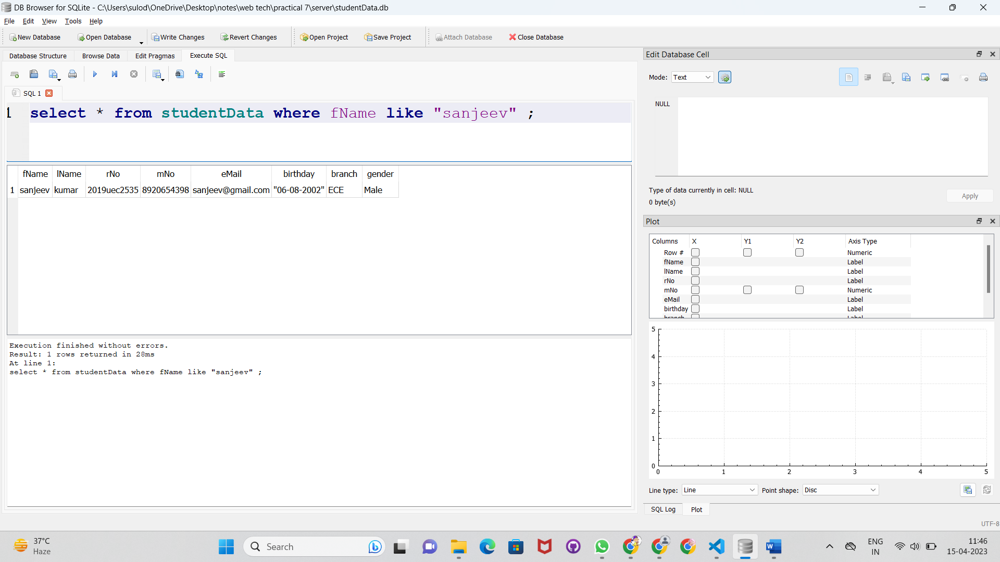 DB Browser for SQLite - C:\Users\sulod\OneDrive\Desktop\notes\web tech\practical 7\server\studentData.db
File Edit View Tools Help
New Database Open Database Write Changes Revert Changes Open Project Save Project Attach Database Close Database
Database Structure Browse Data Edit Pragmas Execute SQL
SQL 1
1 select * from studentData where fName like "sanjeev" ;
fName lName rNo mNo eMail birthday branch gender
1 sanjeev kumar 2019uec2535 8920654398 sanjeev@gmail.com "06-08-2002" ECE Male
Execution finished without errors.
Result: 1 rows returned in 28ms
At line 1:
select * from studentData where fName like "sanjeev" ;
Edit Database Cell
Mode: Text
NULL
Type of data currently in cell: NULL
0 byte(s)
Apply
Plot
Columns X Y1 Y2 Axis Type
Row # Numeric
fName Label
lName Label
rNo Label
mNo Numeric
eMail Label
birthday Label
branch Label
5
4
3
2
1
0
0 1 2 3 4 5
Line type: Line Point shape: Disc
SQL Log Plot
UTF-8
37°C
Haze
Search
ENG
IN
11:46
15-04-2023